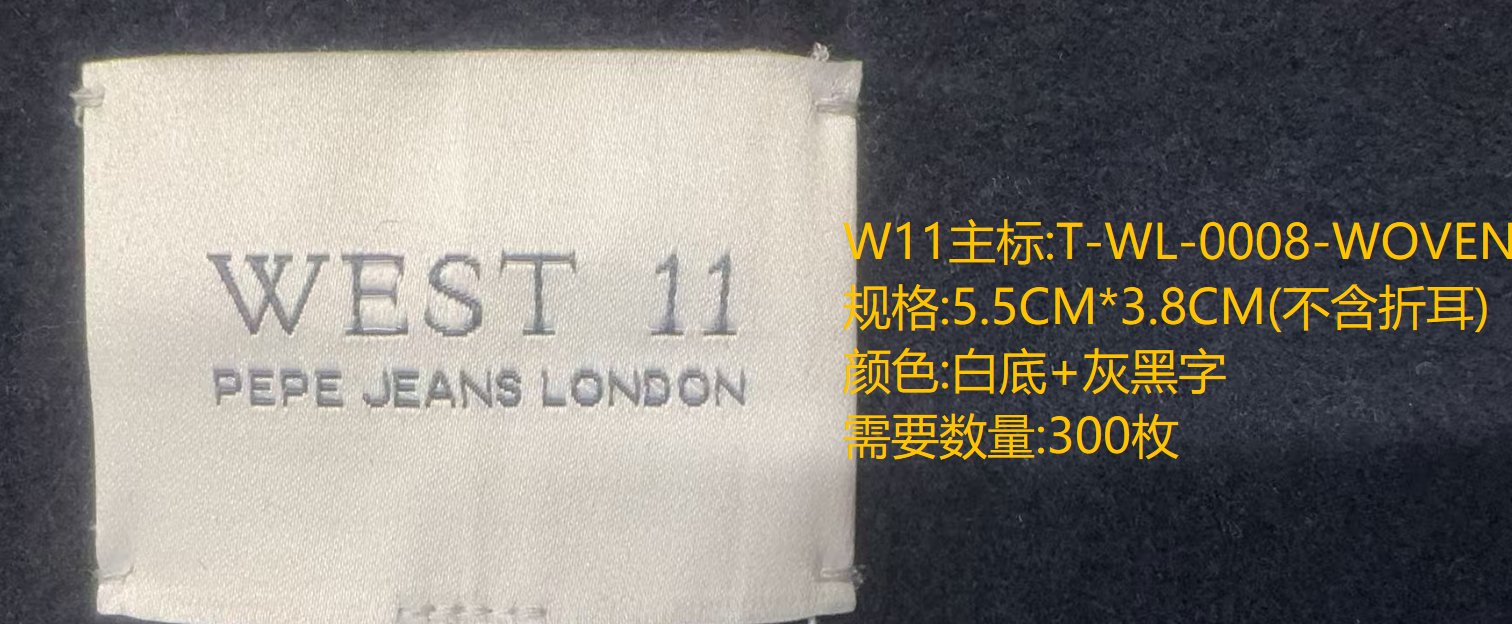 WEST 11
PEPE JEANS LONDON
W11主标:T-WL-0008-WOVEN
规格:5.5CM*3.8CM(不含折耳)
颜色:白底+灰黑字
需要数量:300枚